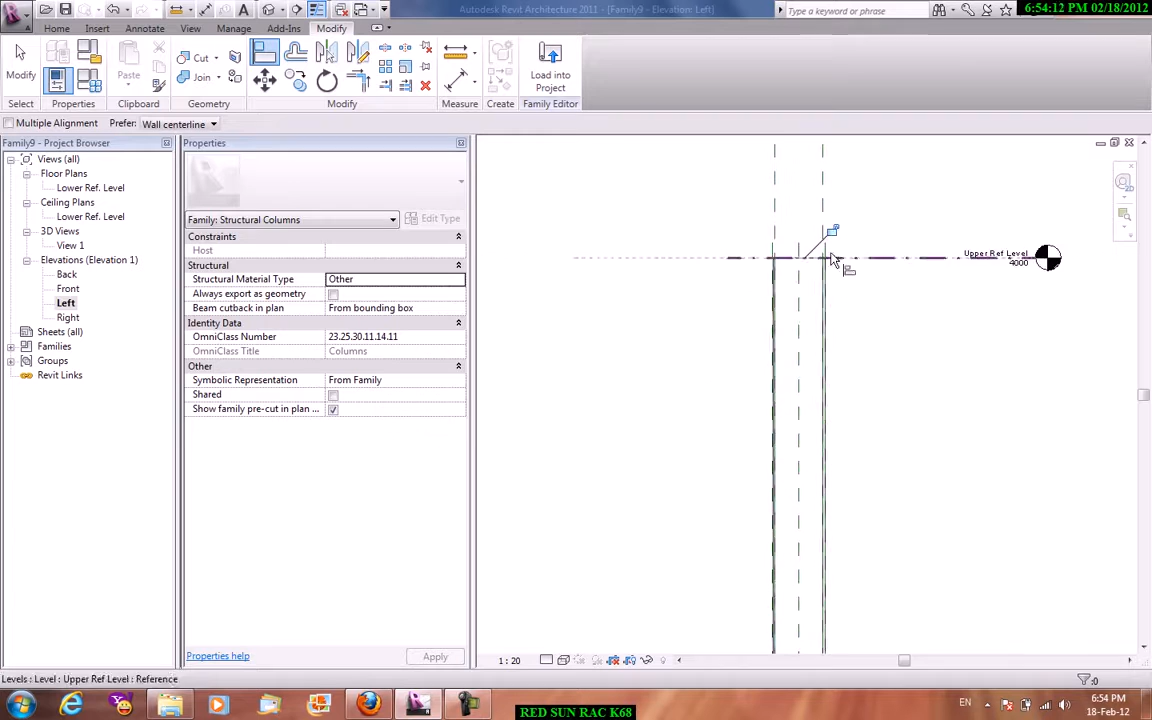 Autodesk Revit Architecture 2011 - [Family9 - Elevation: Left]
Type a keyword or phrase
6:54:12 PM 02/18/2012
Home Insert Annotate View Manage Add-Ins Modify
Modify
Paste
Cut
Join
Load into Project
Select Properties Clipboard Geometry Modify Measure Create Family Editor
Multiple Alignment Prefer: Wall centerline
Family9 - Project Browser
Views (all)
Floor Plans
Lower Ref. Level
Ceiling Plans
Lower Ref. Level
3D Views
View 1
Elevations (Elevation 1)
Back
Front
Left
Right
Sheets (all)
Families
Groups
Revit Links
Properties
Family: Structural Columns Edit Type
Constraints
Host
Structural
Structural Material Type Other
Always export as geometry
Beam cutback in plan From bounding box
Identity Data
OmniClass Number 23.25.30.11.14.11
OmniClass Title Columns
Other
Symbolic Representation From Family
Shared
Show family pre-cut in plan ...
Properties help Apply
Upper Ref Level
4000
1 : 20
Levels : Level : Upper Ref Level : Reference
:0
EN
6:54 PM
18-Feb-12
RED SUN RAC K68